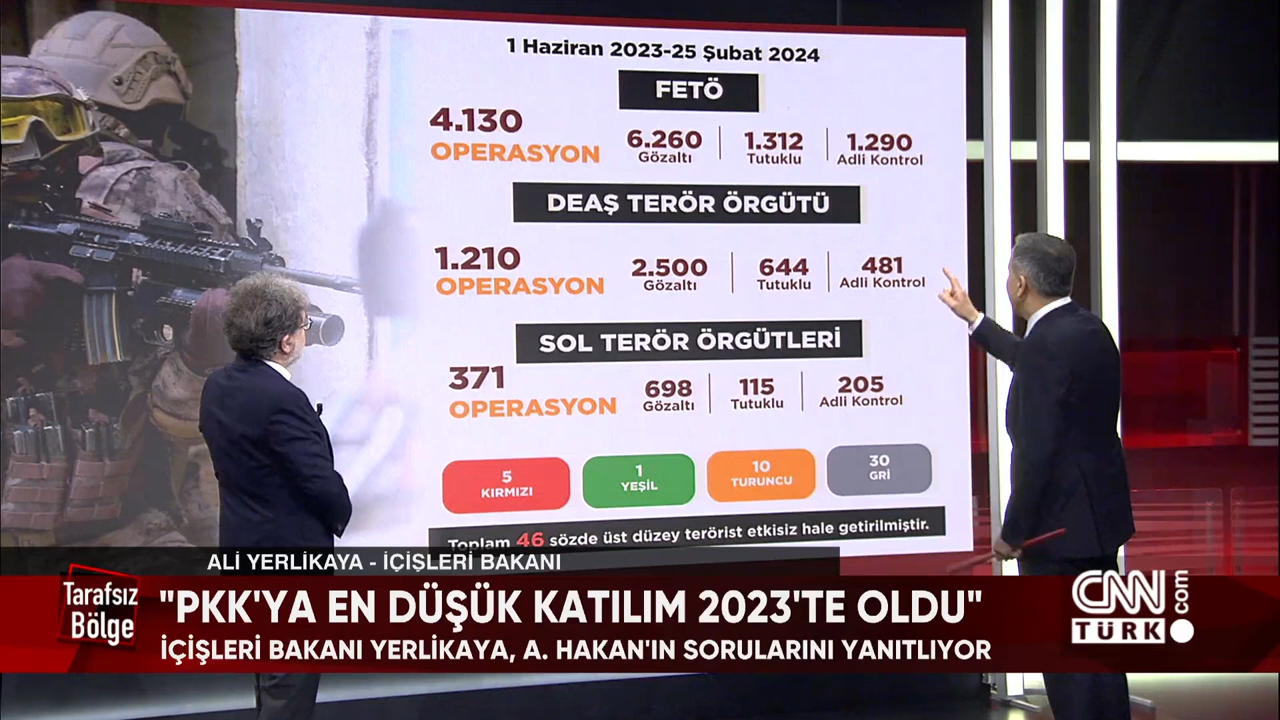 1 Haziran 2023-25 Şubat 2024
FETÖ
4.130
OPERASYON
6.260
Gözaltı
1.312
Tutuklu
1.290
Adli Kontrol
DEAŞ TERÖR ÖRGÜTÜ
1.210
OPERASYON
2.500
Gözaltı
644
Tutuklu
481
Adli Kontrol
SOL TERÖR ÖRGÜTLERİ
371
OPERASYON
698
Gözaltı
115
Tutuklu
205
Adli Kontrol
5
KIRMIZI
1
YEŞİL
10
TURUNCU
30
GRİ
Toplam 46 sözde üst düzey terörist etkisiz hale getirilmiştir.
ALİ YERLİKAYA - İÇİŞLERİ BAKANI
Tarafsız
Bölge
"PKK'YA EN DÜŞÜK KATILIM 2023'TE OLDU"
İÇİŞLERİ BAKANI YERLİKAYA, A. HAKAN'IN SORULARINI YANITLIYOR
CNN
TÜRK
.com